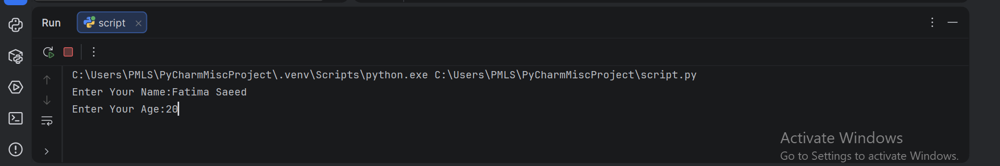 Run script
C:\Users\PMLS\PyCharmMiscProject\.venv\Scripts\python.exe C:\Users\PMLS\PyCharmMiscProject\script.py
Enter Your Name:Fatima Saeed
Enter Your Age:20
Activate Windows
Go to Settings to activate Windows.